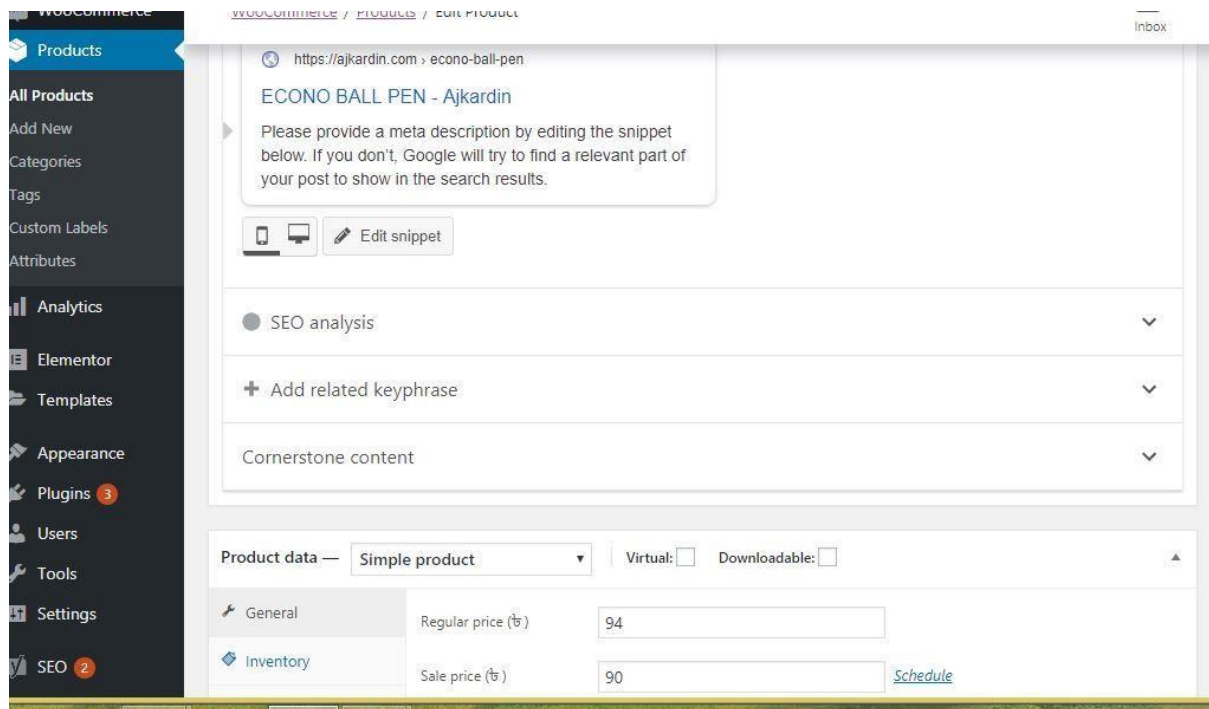 WooCommerce
WooCommerce / Products / Edit Product
Inbox
Products
All Products
Add New
Categories
Tags
Custom Labels
Attributes
Analytics
Elementor
Templates
Appearance
Plugins 3
Users
Tools
Settings
SEO 2
https://ajkardin.com › econo-ball-pen
ECONO BALL PEN - Ajkardin
Please provide a meta description by editing the snippet
below. If you don't, Google will try to find a relevant part of
your post to show in the search results.
Edit snippet
SEO analysis
Add related keyphrase
Cornerstone content
Product data — Simple product Virtual: Downloadable:
General
Inventory
Regular price (৳) 94
Sale price (৳) 90 Schedule